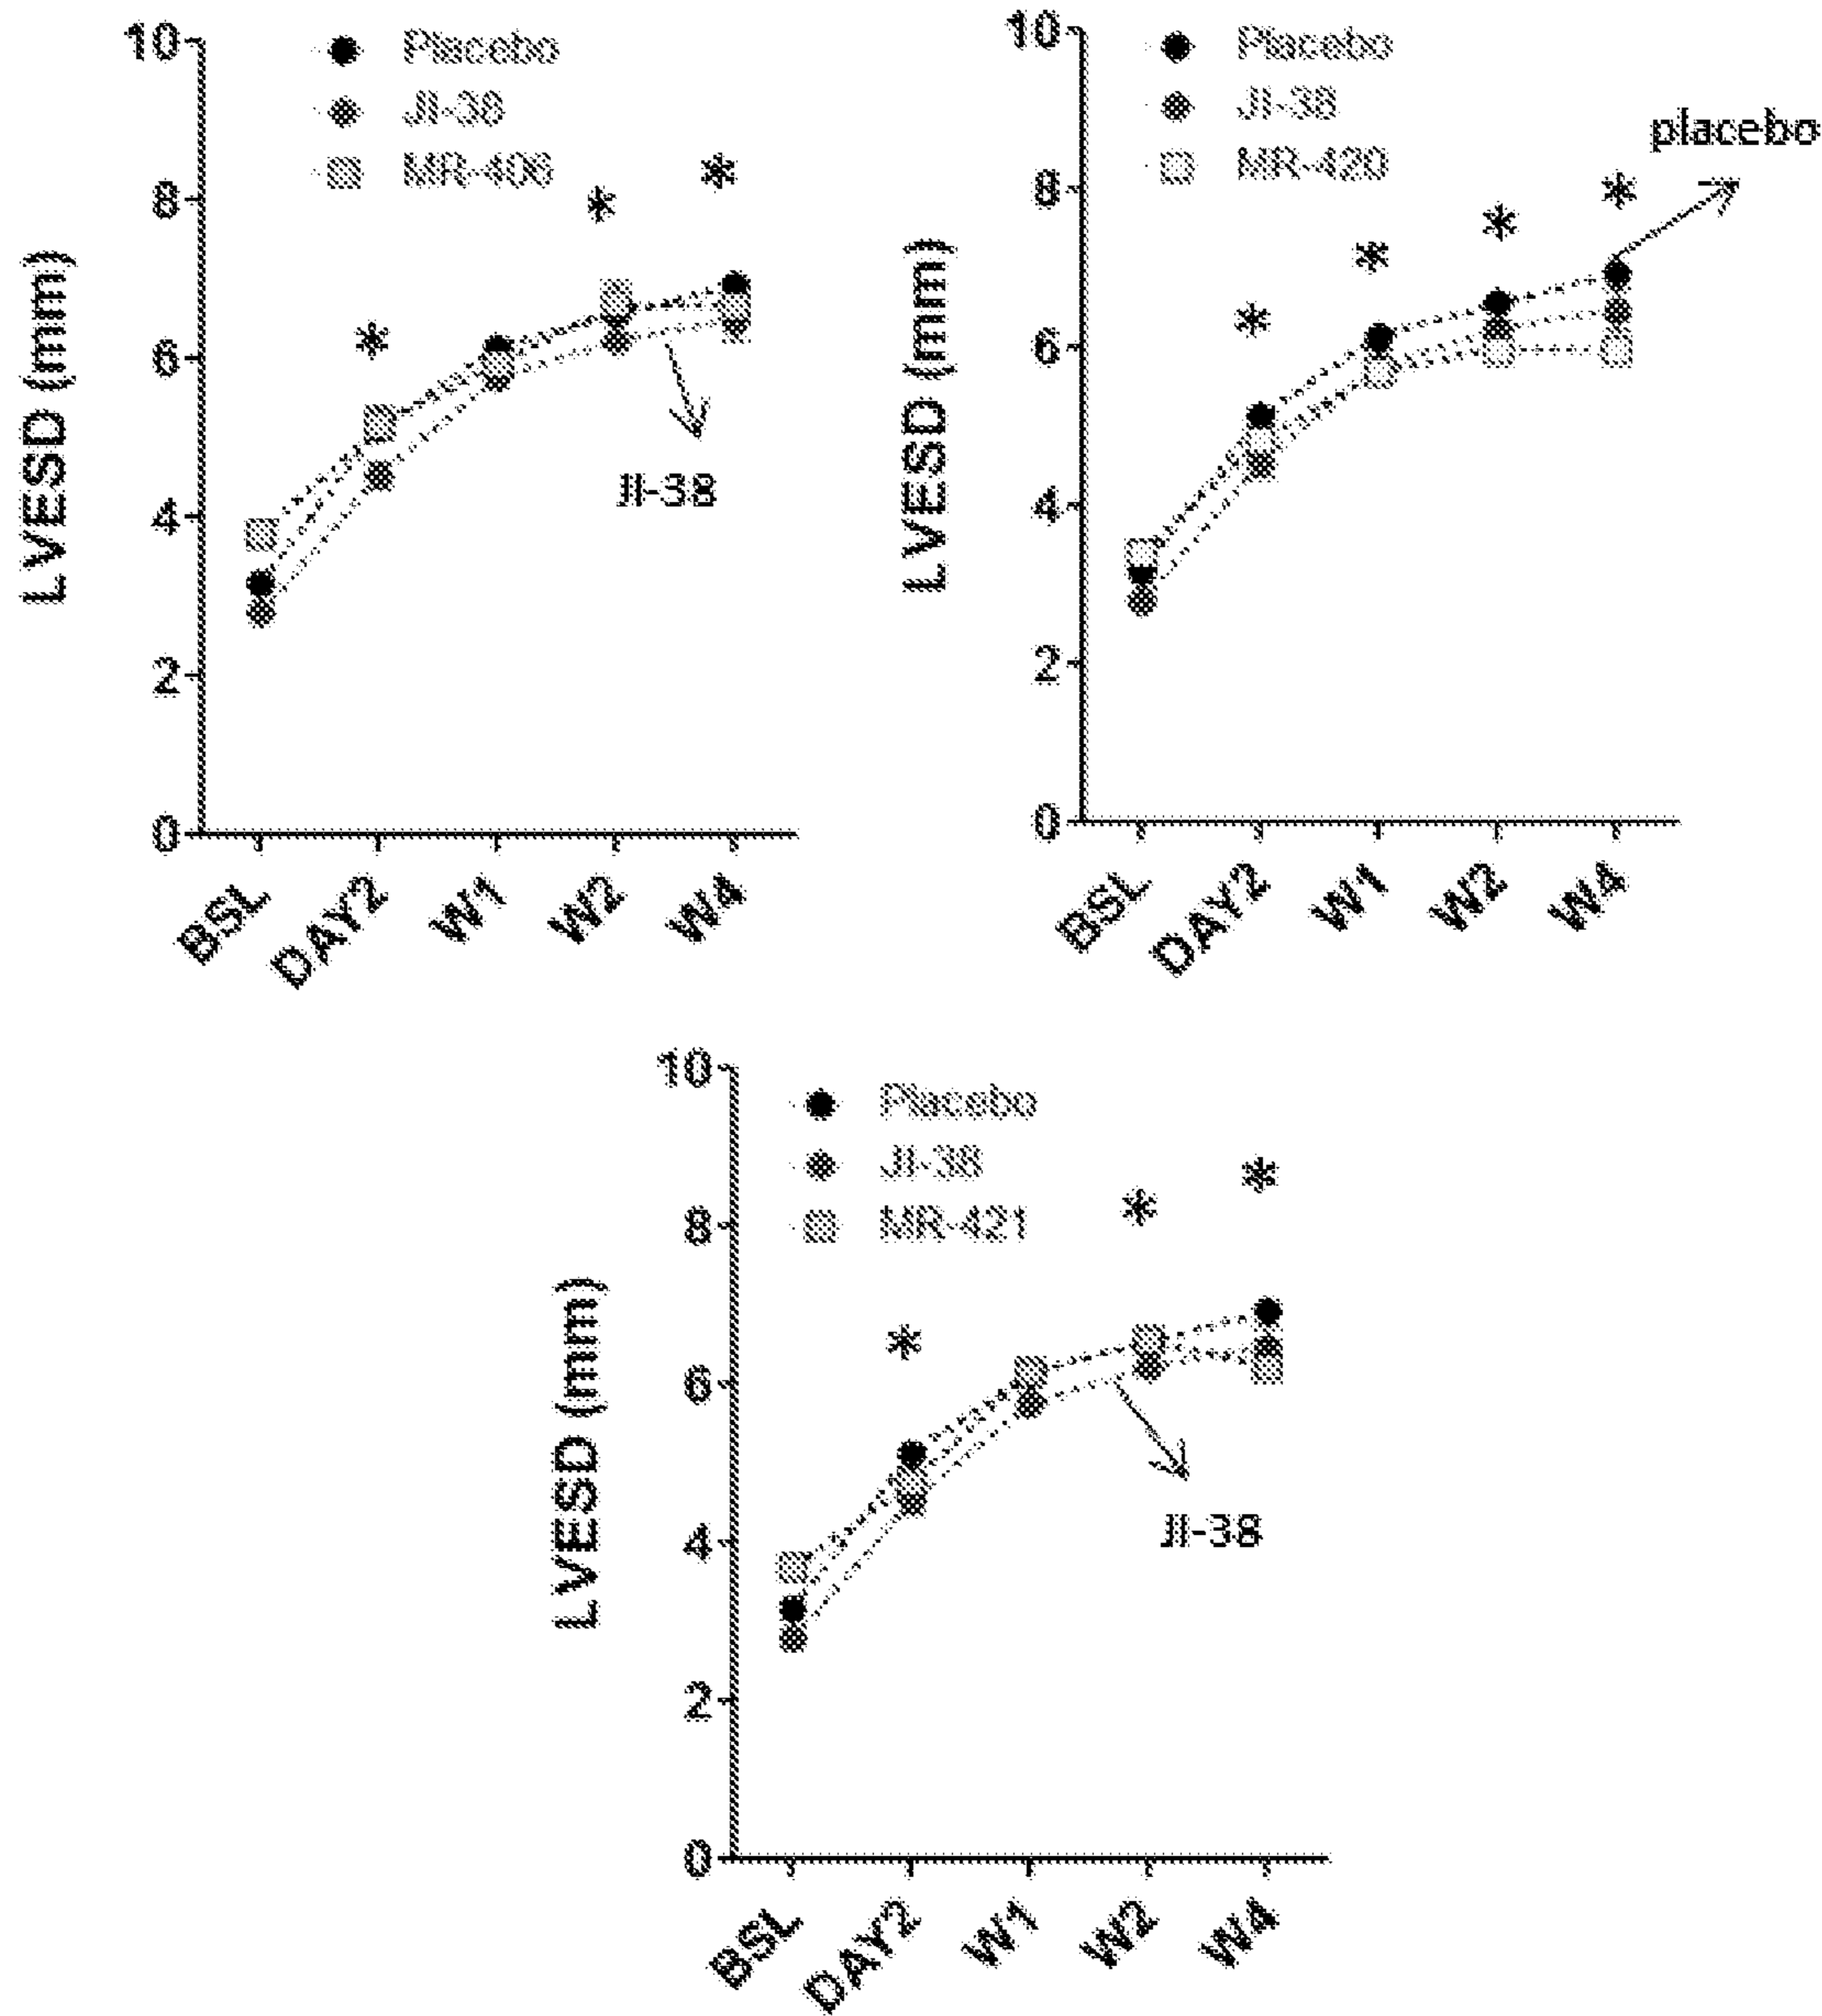 10
8
6
4
2
0
LVESD (mm)
Placebo
JI-38
MR-406
*
*
*
JI-38
BSL
DAY2
W1
W2
W4
10
8
6
4
2
0
LVESD (mm)
Placebo
JI-38
MR-420
placebo
*
*
*
*
BSL
DAY2
W1
W2
W4
10
8
6
4
2
0
LVESD (mm)
Placebo
JI-38
MR-421
*
*
*
JI-38
BSL
DAY2
W1
W2
W4